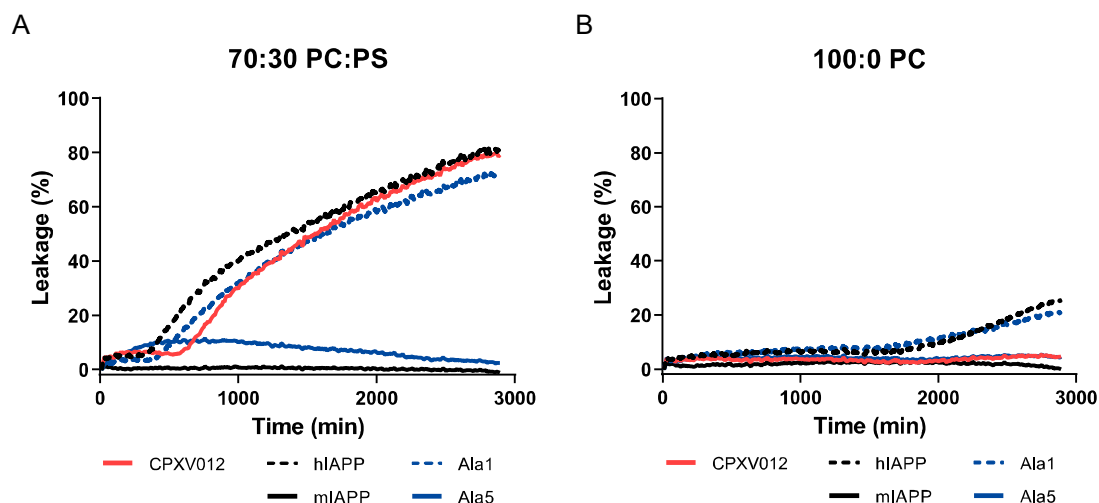 A
B
70:30 PC:PS
100:0 PC
Leakage (%)
100
80
60
40
20
0
0
1000
2000
3000
Time (min)
Leakage (%)
100
80
60
40
20
0
0
1000
2000
3000
Time (min)
CPXV012 hIAPP Ala1
mIAPP Ala5
CPXV012 hIAPP Ala1
mIAPP Ala5